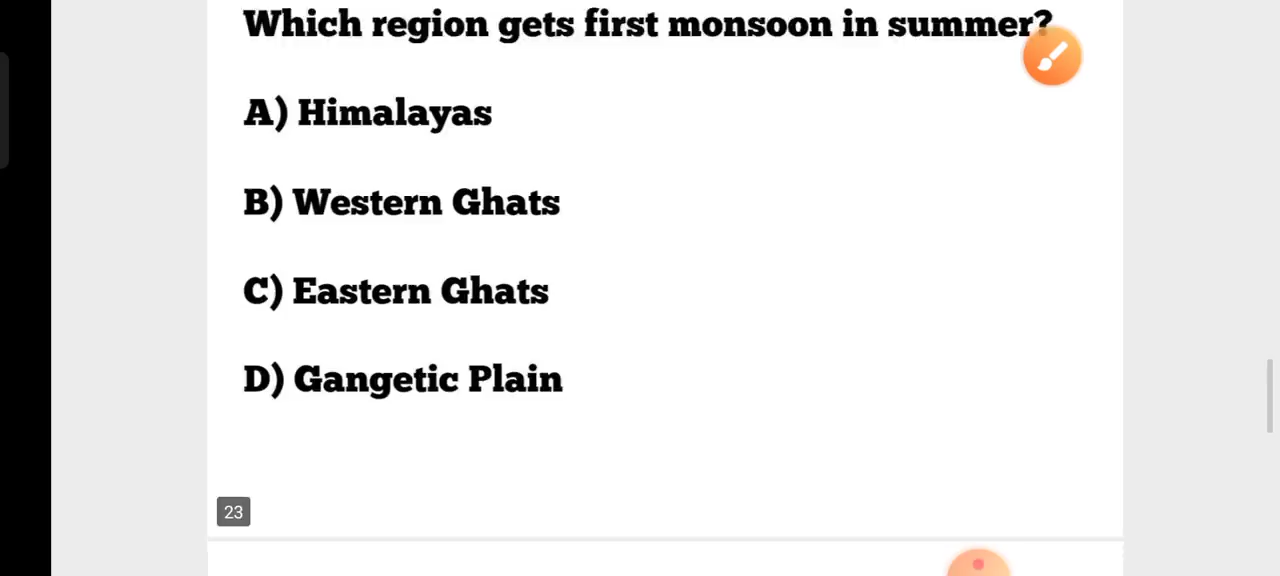 Which region gets first monsoon in summer?
A) Himalayas
B) Western Ghats
C) Eastern Ghats
D) Gangetic Plain
23